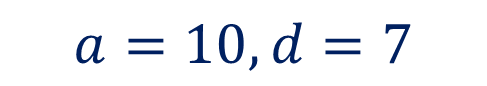 a = 10, d = 7